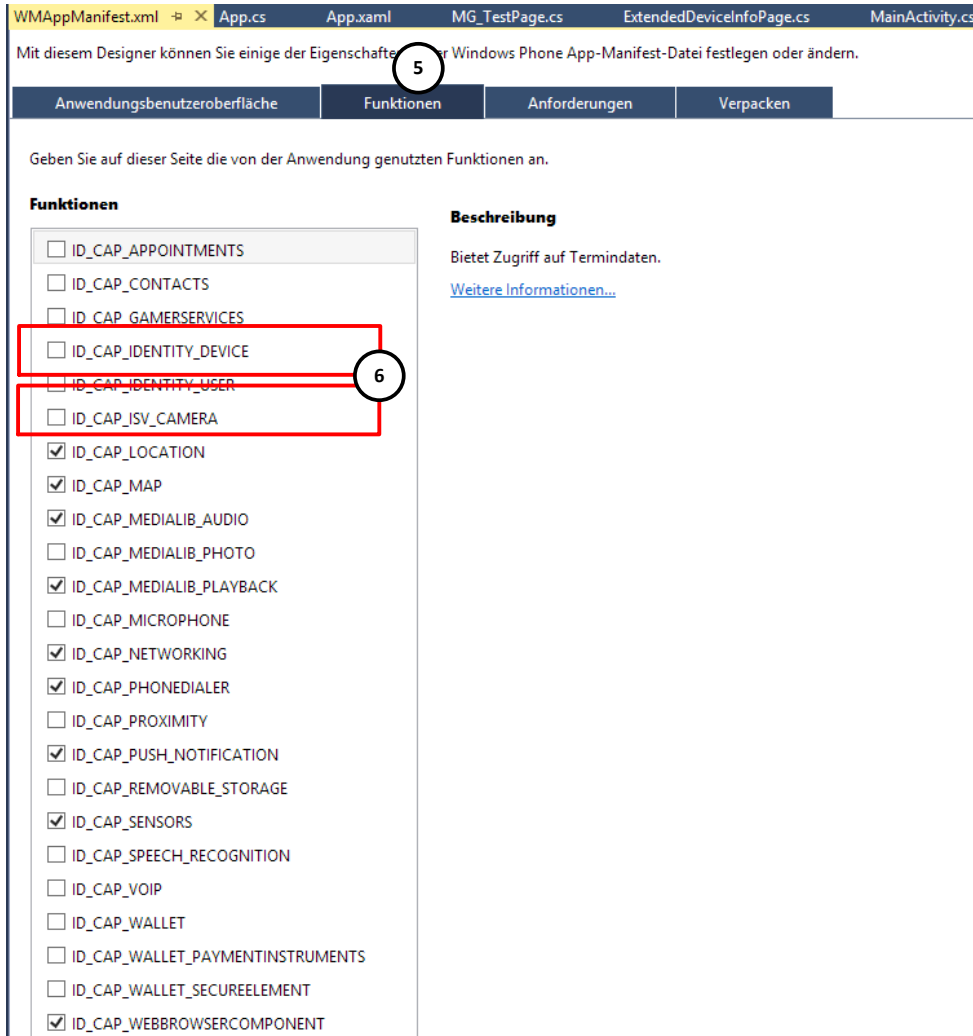 WMAppManifest.xml App.cs App.xaml MG_TestPage.cs ExtendedDeviceInfoPage.cs MainActivity.cs
Mit diesem Designer können Sie einige der Eigenschaften Windows Phone App-Manifest-Datei festlegen oder ändern.
5
Anwendungsbenutzeroberfläche Funktionen Anforderungen Verpacken
Geben Sie auf dieser Seite die von der Anwendung genutzten Funktionen an.
Funktionen
Beschreibung
ID_CAP_APPOINTMENTS
Bietet Zugriff auf Termindaten.
ID_CAP_CONTACTS
Weitere Informationen...
ID_CAP_GAMERSERVICES
ID_CAP_IDENTITY_DEVICE
6
ID_CAP_IDENTITY_USER
ID_CAP_ISV_CAMERA
ID_CAP_LOCATION
ID_CAP_MAP
ID_CAP_MEDIALIB_AUDIO
ID_CAP_MEDIALIB_PHOTO
ID_CAP_MEDIALIB_PLAYBACK
ID_CAP_MICROPHONE
ID_CAP_NETWORKING
ID_CAP_PHONEDIALER
ID_CAP_PROXIMITY
ID_CAP_PUSH_NOTIFICATION
ID_CAP_REMOVABLE_STORAGE
ID_CAP_SENSORS
ID_CAP_SPEECH_RECOGNITION
ID_CAP_VOIP
ID_CAP_WALLET
ID_CAP_WALLET_PAYMENTINSTRUMENTS
ID_CAP_WALLET_SECUREELEMENT
ID_CAP_WEBBROWSERCOMPONENT